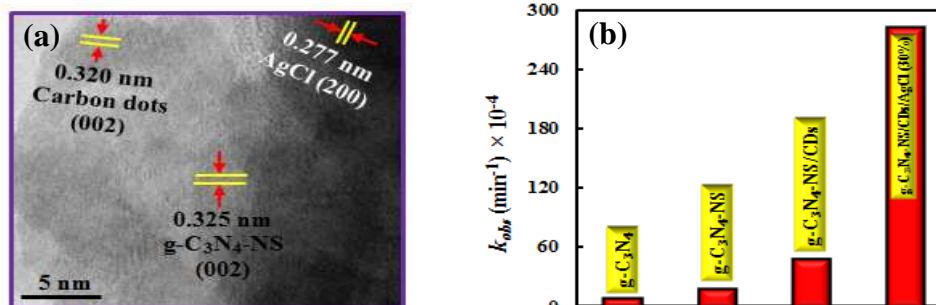 (a)
0.320 nm
Carbon dots
(002)
0.277 nm
AgCl (200)
0.325 nm
g-C₃N₄-NS
(002)
5 nm
(b)
k_obs (min⁻¹) × 10⁻⁴
300
240
180
120
60
0
g-C₃N₄
g-C₃N₄-NS
g-C₃N₄-NS/CDs
g-C₃N₄-NS/CDs/AgCl (30%)